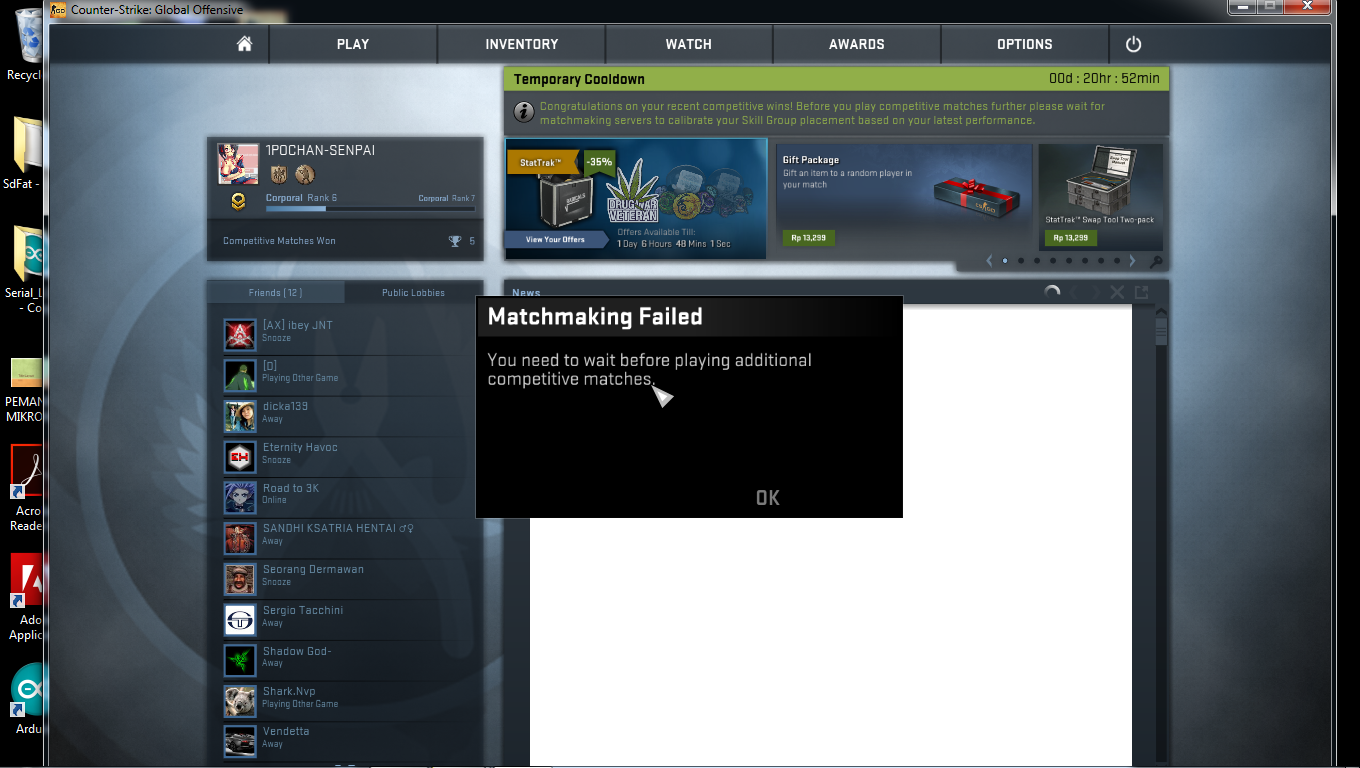 Counter-Strike: Global Offensive
PLAY
INVENTORY
WATCH
AWARDS
OPTIONS
Temporary Cooldown
00d : 20hr : 52min
Congratulations on your recent competitive wins! Before you play competitive matches further please wait for
matchmaking servers to calibrate your Skill Group placement based on your latest performance.
1POCHAN-SENPAI
Corporal Rank 6
Corporal Rank 7
Competitive Matches Won
5
StatTrak™
-35%
DRUG WAR
VETERAN
View Your Offers
Offers Available Till:
1 Day 6 Hours 48 Mins 1 Sec
Gift Package
Gift an item to a random player in
your match
Rp 13,299
StatTrak™ Swap Tool Two-pack
Rp 13,299
Friends [ 12 ]
Public Lobbies
[AX] ibey JNT
Snooze
[D]
Playing Other Game
dicka139
Away
Eternity Havoc
Snooze
Road to 3K
Online
SANDHI KSATRIA HENTAI ♂♀
Away
Seorang Dermawan
Snooze
Sergio Tacchini
Away
Shadow God-
Away
Shark.Nvp
Playing Other Game
Vendetta
Away
News
Matchmaking Failed
You need to wait before playing additional
competitive matches.
OK
Recycl
SdFat -
Serial_L
- Co
PEMAN
MIKRO
Acro
Reade
Ado
Applic
Ardu